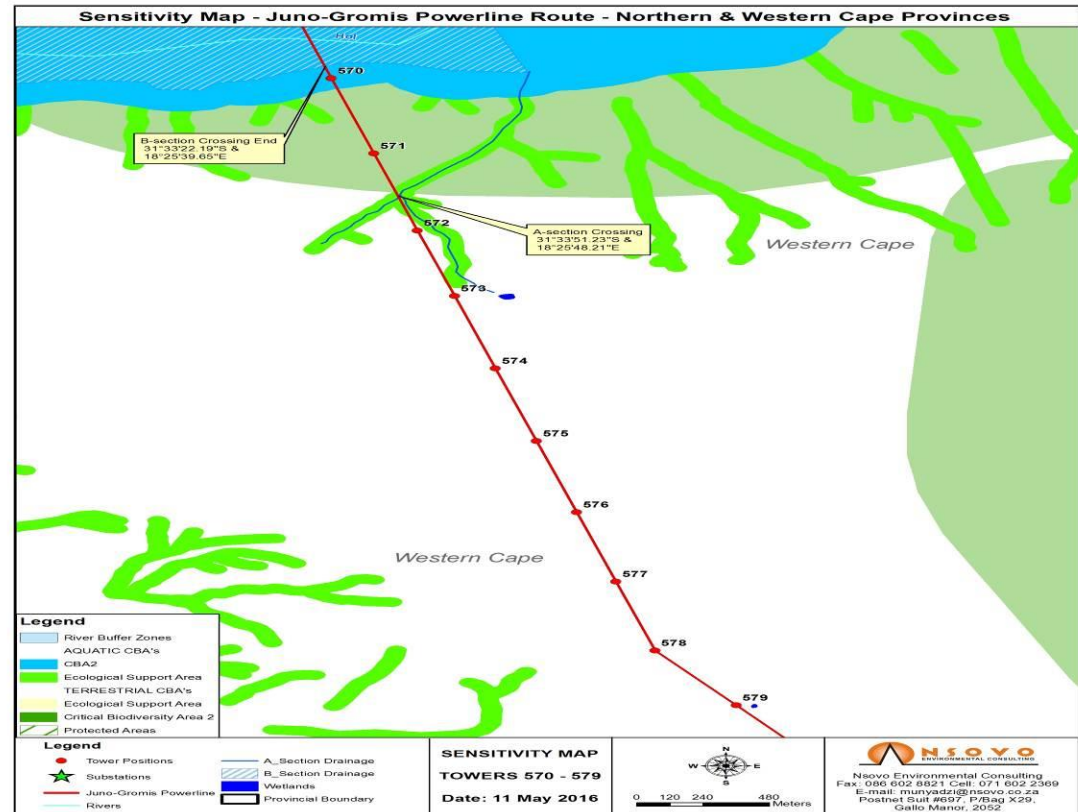 Sensitivity Map - Juno-Gromis Powerline Route - Northern & Western Cape Provinces
Hol
570
B-section Crossing End
31°33'22.19"S &
18°25'39.65"E
571
572
A-section Crossing
31°33'51.23"S &
18°25'48.21"E
Western Cape
573
574
575
576
Western Cape
577
578
579
Legend
River Buffer Zones
AQUATIC CBA's
CBA2
Ecological Support Area
TERRESTRIAL CBA's
Ecological Support Area
Critical Biodiversity Area 2
Protected Areas
Legend
Tower Positions
Substations
Juno-Gromis Powerline
Rivers
A_Section Drainage
B_Section Drainage
Wetlands
Provincial Boundary
SENSITIVITY MAP
TOWERS 570 - 579
Date: 11 May 2016
N
W E
S
0 120 240 480
Meters
NSOVO
ENVIRONMENTAL CONSULTING
Nsovo Environmental Consulting
Fax: 086 602 8821 Cell: 071 602 2369
E-mail: munyadzi@nsovo.co.za
Postnet Suit #697, P/Bag X29,
Gallo Manor, 2052